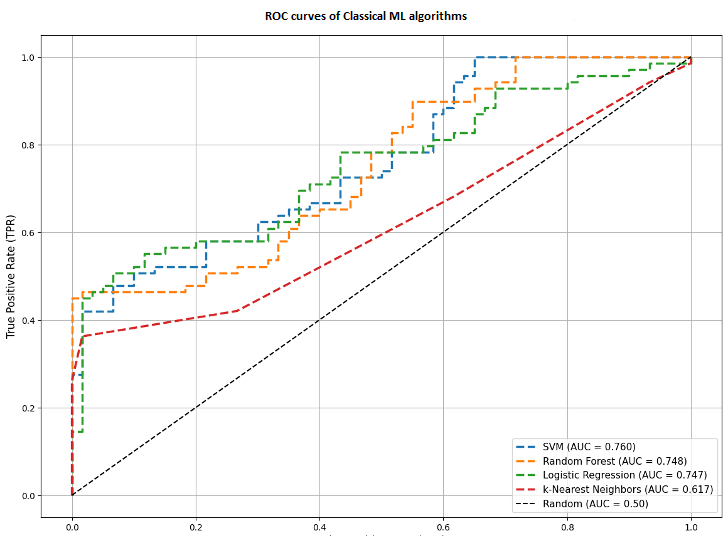 ROC curves of Classical ML algorithms
True Positive Rate (TPR)
1.0
0.8
0.6
0.4
0.2
0.0
0.0 0.2 0.4 0.6 0.8 1.0
SVM (AUC = 0.760)
Random Forest (AUC = 0.748)
Logistic Regression (AUC = 0.747)
k-Nearest Neighbors (AUC = 0.617)
Random (AUC = 0.50)